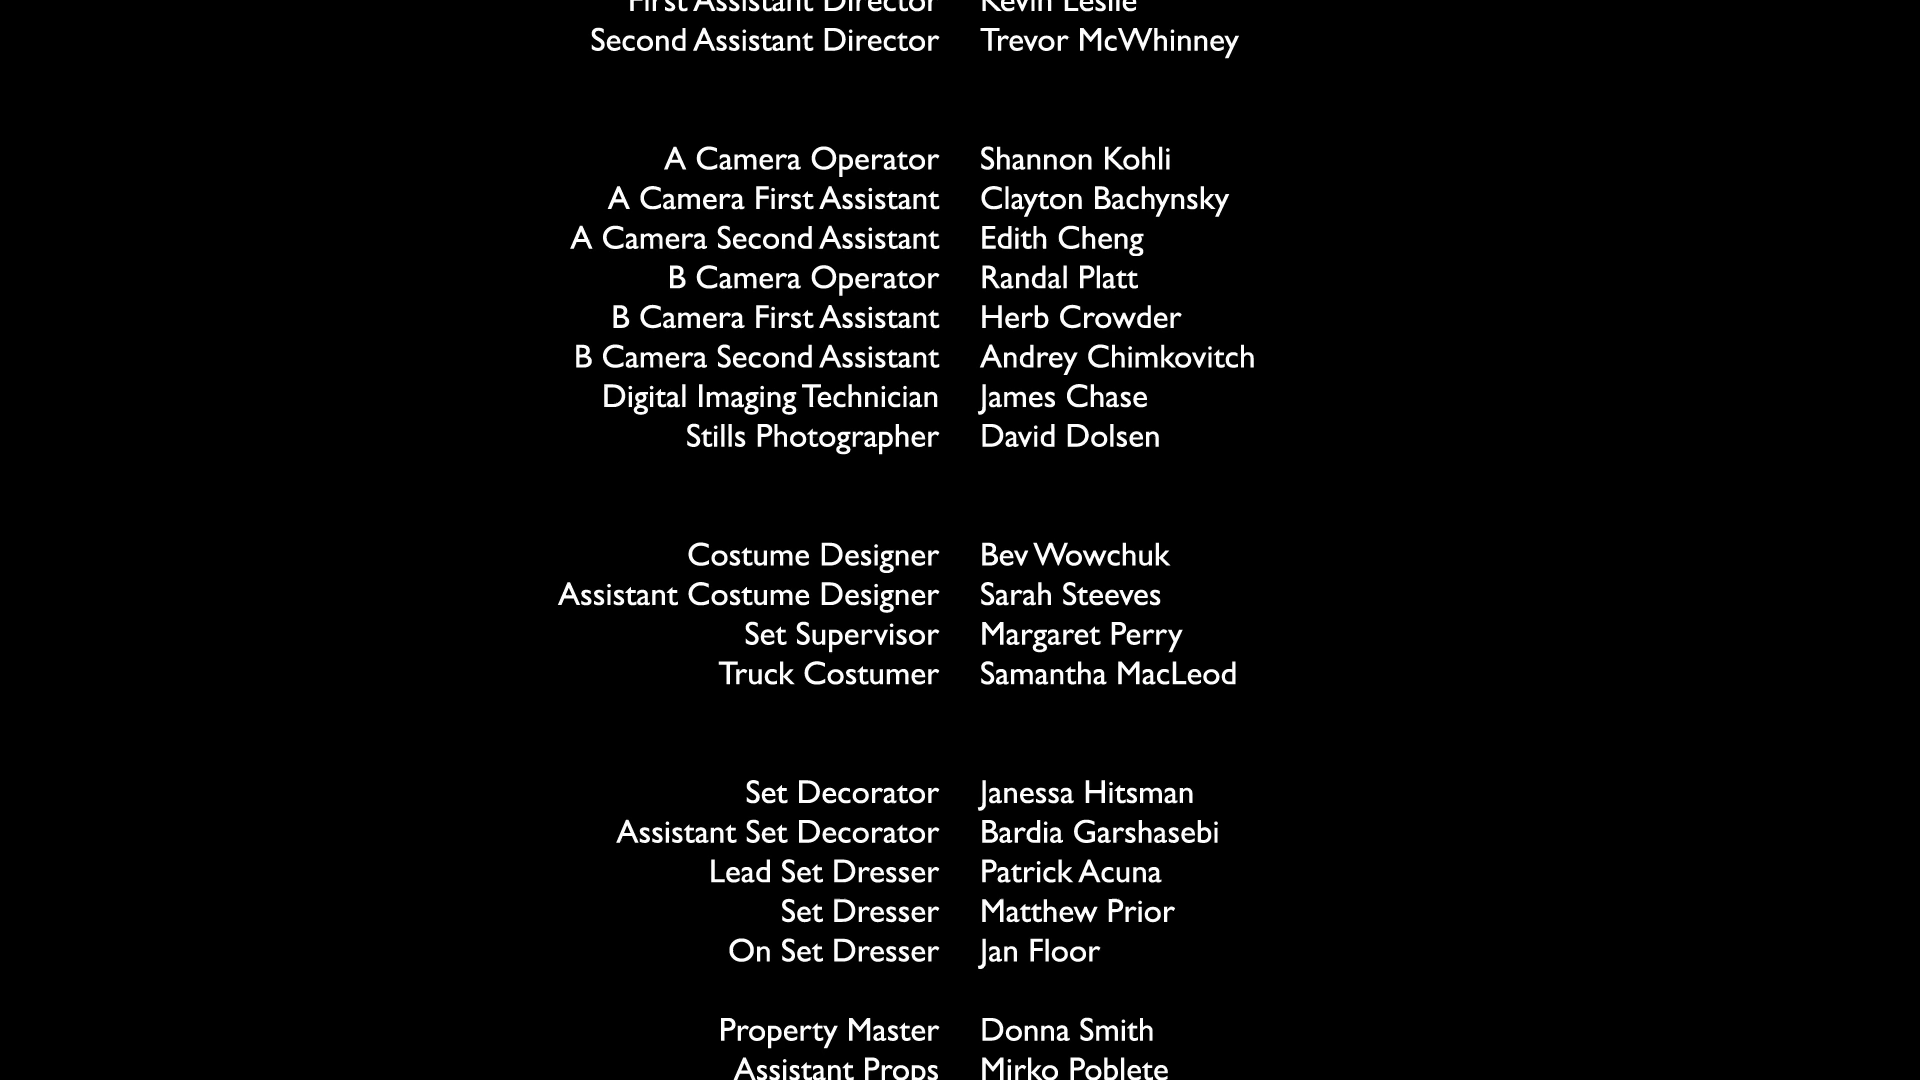 First Assistant Director Kevin Leslie
Second Assistant Director Trevor McWhinney
A Camera Operator Shannon Kohli
A Camera First Assistant Clayton Bachynsky
A Camera Second Assistant Edith Cheng
B Camera Operator Randal Platt
B Camera First Assistant Herb Crowder
B Camera Second Assistant Andrey Chimkovitch
Digital Imaging Technician James Chase
Stills Photographer David Dolsen
Costume Designer Bev Wowchuk
Assistant Costume Designer Sarah Steeves
Set Supervisor Margaret Perry
Truck Costumer Samantha MacLeod
Set Decorator Janessa Hitsman
Assistant Set Decorator Bardia Garshasebi
Lead Set Dresser Patrick Acuna
Set Dresser Matthew Prior
On Set Dresser Jan Floor
Property Master Donna Smith
Assistant Props Mirko Poblete